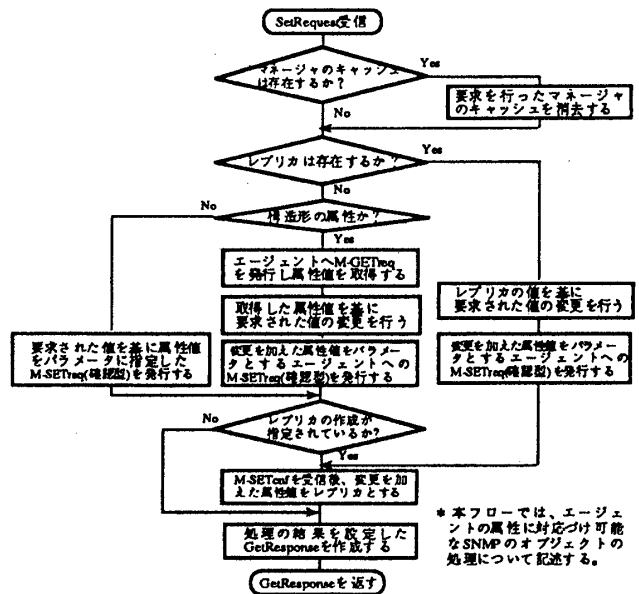 SetRequest受信
マネージャのキャッシュ
は存在するか?
Yes
要求を行ったマネージャ
のキャッシュを消去する
No
レプリカは存在するか?
Yes
No
構造形の属性か?
No
Yes
エージェントへM-GETreq
を発行し属性値を取得する
取得した属性値を基に
要求された値の変更を行う
レプリカの値を基に
要求された値の変更を行う
要求された値を基に属性値
をパラメータに指定した
M-SETreq(確認型)を発行する
変更を加えた属性値をパラメー
タとするエージェントへの
M-SETreq(確認型)を発行する
変更を加えた属性値をパラメー
タとするエージェントへの
M-SETreq(確認型)を発行する
レプリカの作成が
指定されているか?
No
Yes
M-SETcnfを受信後、変更を加
えた属性値をレプリカとする
処理の結果を設定した
GetResponseを作成する
GetResponseを返す
* 本フローでは、エージェ
ントの属性に対応づけ可能
なSNMPのオブジェクトの
処理について記述する。